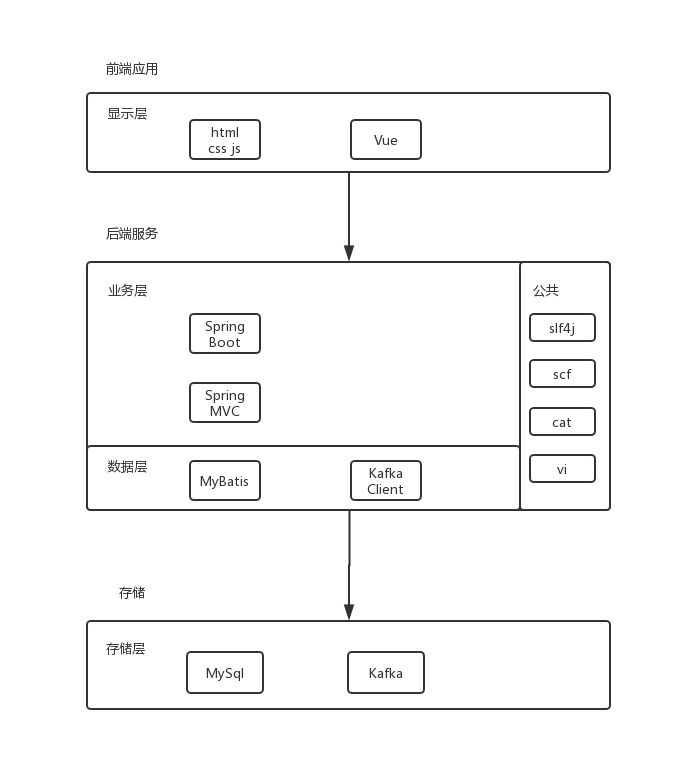 前端应用
显示层
html
css js
Vue
后端服务
业务层
Spring
Boot
Spring
MVC
公共
slf4j
scf
cat
vi
数据层
MyBatis
Kafka
Client
存储
存储层
MySql
Kafka